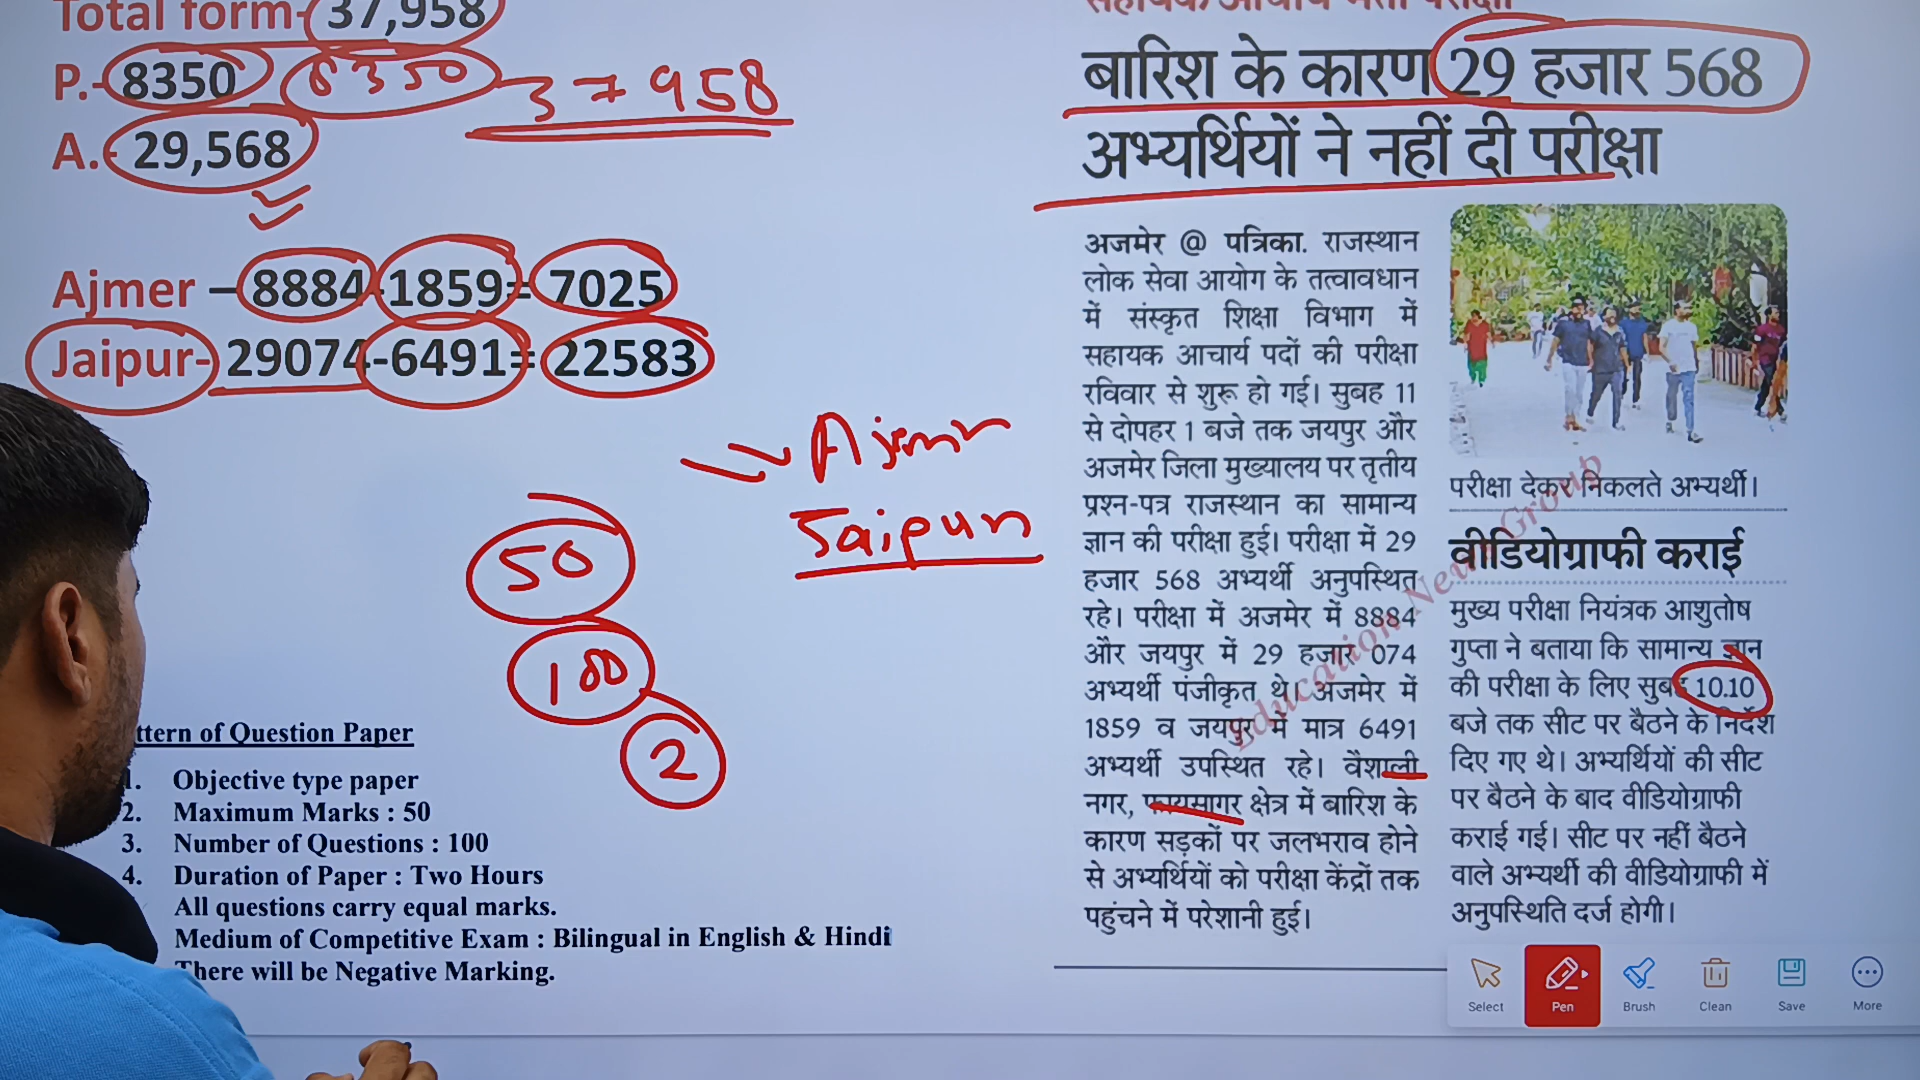 Total form- 37,958
P.- 8350 8350 37958
A.- 29,568
Ajmer – 8884-1859= 7025
Jaipur- 29074-6491= 22583
Ajmer
Jaipur
50
100
2
ttern of Question Paper
1. Objective type paper
2. Maximum Marks : 50
3. Number of Questions : 100
4. Duration of Paper : Two Hours
All questions carry equal marks.
Medium of Competitive Exam : Bilingual in English & Hindi
There will be Negative Marking.
सहायक आचार्य भर्ती परीक्षा
बारिश के कारण 29 हजार 568
अभ्यर्थियों ने नहीं दी परीक्षा
अजमेर @ पत्रिका. राजस्थान
लोक सेवा आयोग के तत्वावधान
में संस्कृत शिक्षा विभाग में
सहायक आचार्य पदों की परीक्षा
रविवार से शुरू हो गई। सुबह 11
से दोपहर 1 बजे तक जयपुर और
अजमेर जिला मुख्यालय पर तृतीय
प्रश्न-पत्र राजस्थान का सामान्य
ज्ञान की परीक्षा हुई। परीक्षा में 29
हजार 568 अभ्यर्थी अनुपस्थित
रहे। परीक्षा में अजमेर में 8884
और जयपुर में 29 हजार 074
अभ्यर्थी पंजीकृत थे। अजमेर में
1859 व जयपुर में मात्र 6491
अभ्यर्थी उपस्थित रहे। वैशाली
नगर, फायसागर क्षेत्र में बारिश के
कारण सड़कों पर जलभराव होने
से अभ्यर्थियों को परीक्षा केंद्रों तक
पहुंचने में परेशानी हुई।
परीक्षा देकर निकलते अभ्यर्थी।
वीडियोग्राफी कराई
मुख्य परीक्षा नियंत्रक आशुतोष
गुप्ता ने बताया कि सामान्य ज्ञान
की परीक्षा के लिए सुबह 10.10
बजे तक सीट पर बैठने के निर्देश
दिए गए थे। अभ्यर्थियों की सीट
पर बैठने के बाद वीडियोग्राफी
कराई गई। सीट पर नहीं बैठने
वाले अभ्यर्थी की वीडियोग्राफी में
अनुपस्थिति दर्ज होगी।
Education News Group
Select Pen Brush Clean Save More